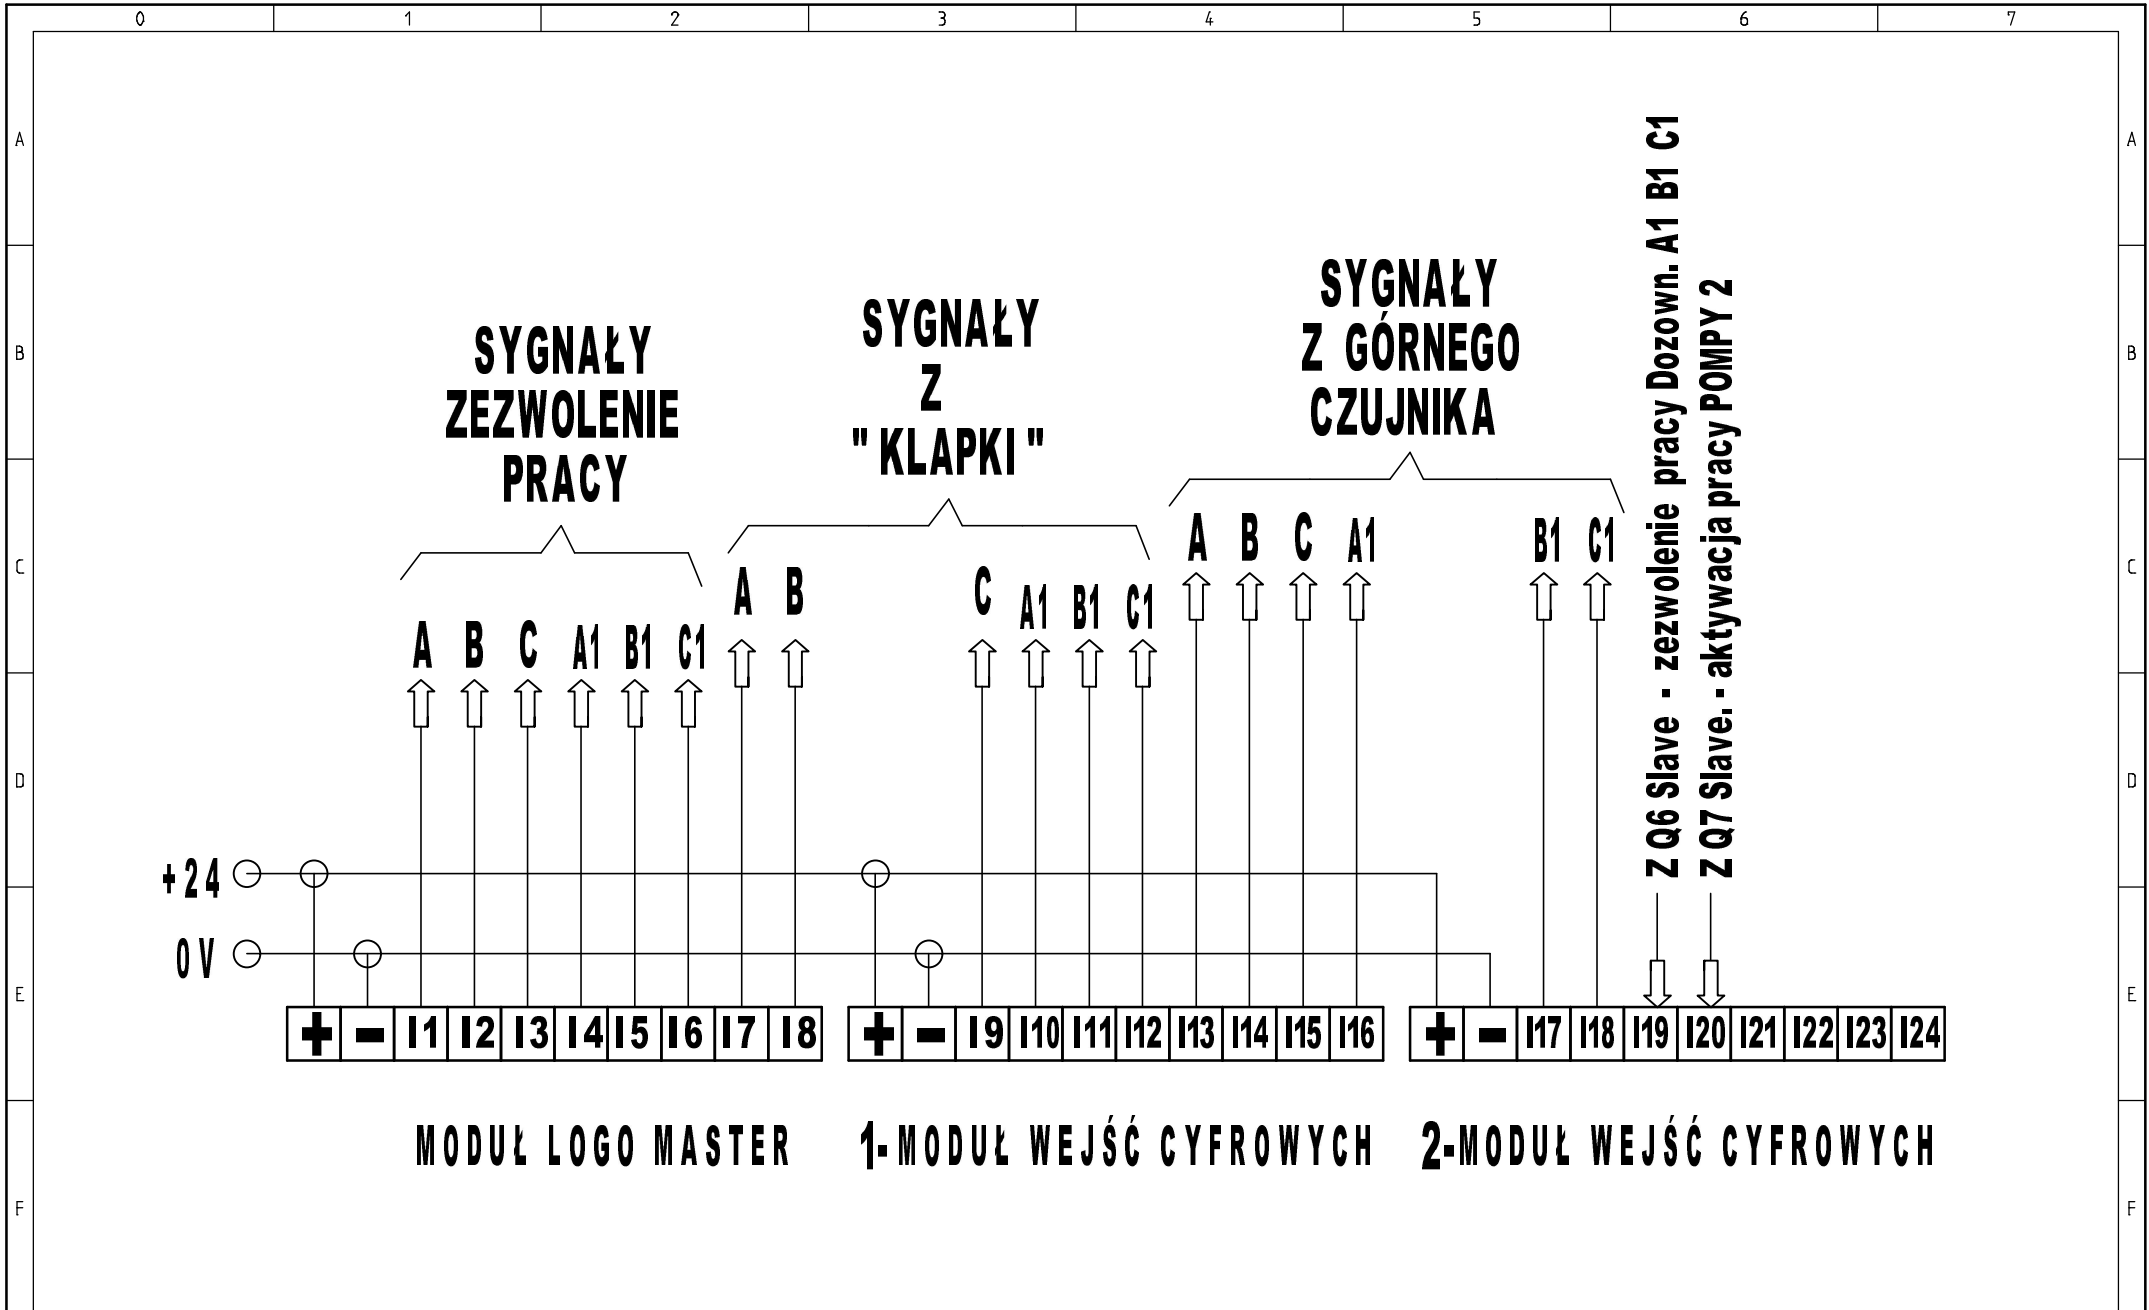 0 1 2 3 4 5 6 7
A A
B B
C C
D D
E E
F F
SYGNAŁY
ZEZWOLENIE
PRACY
A B C A1 B1 C1
SYGNAŁY
Z
" KLAPKI "
A B C A1 B1 C1
SYGNAŁY
Z GÓRNEGO
CZUJNIKA
A B C A1 B1 C1
Z Q6 Slave - zezwolenie pracy Dozown. A1 B1 C1
Z Q7 Slave. - aktywacja pracy POMPY 2
+24
0 V
+ - I1 I2 I3 I4 I5 I6 I7 I8
+ - I9 I10 I11 I12 I13 I14 I15 I16
+ - I17 I18 I19 I20 I21 I22 I23 I24
MODUŁ LOGO MASTER
1-MODUŁ WEJŚĆ CYFROWYCH
2-MODUŁ WEJŚĆ CYFROWYCH